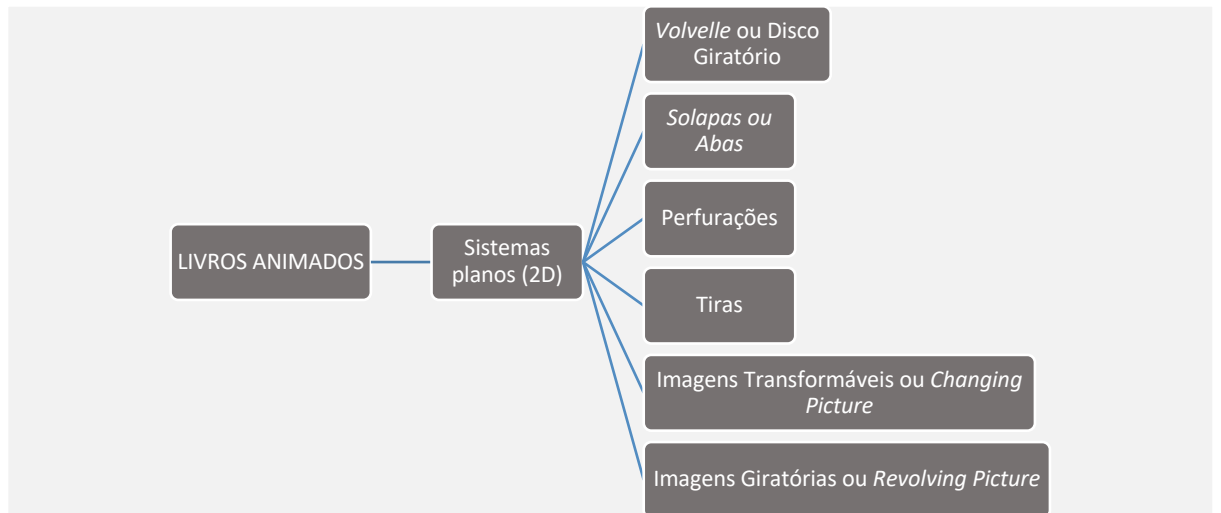 LIVROS ANIMADOS
Sistemas
planos (2D)
Volvelle ou Disco
Giratório
Solapas ou
Abas
Perfurações
Tiras
Imagens Transformáveis ou Changing
Picture
Imagens Giratórias ou Revolving Picture